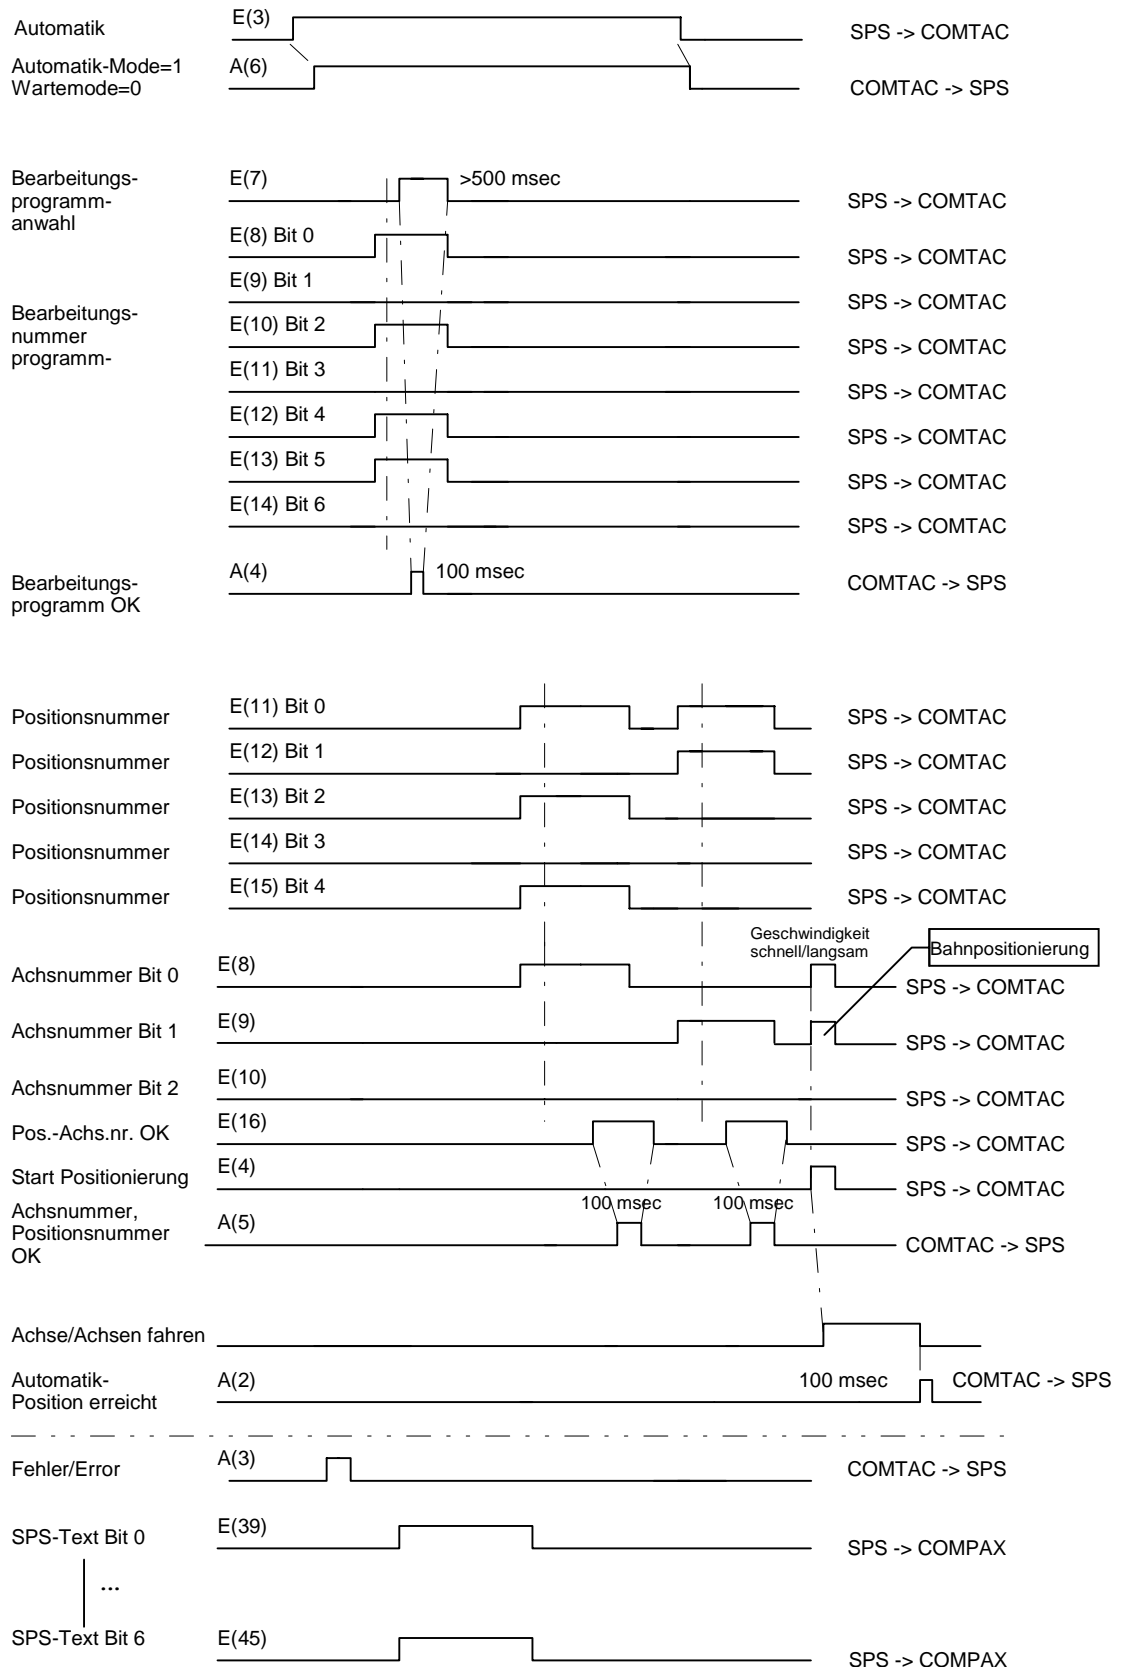 Automatik E(3) SPS -> COMTAC
Automatik-Mode=1
Wartemode=0
A(6) COMTAC -> SPS
Bearbeitungs-
programm-
anwahl
E(7) >500 msec SPS -> COMTAC
E(8) Bit 0 SPS -> COMTAC
E(9) Bit 1 SPS -> COMTAC
Bearbeitungs-
nummer
programm-
E(10) Bit 2 SPS -> COMTAC
E(11) Bit 3 SPS -> COMTAC
E(12) Bit 4 SPS -> COMTAC
E(13) Bit 5 SPS -> COMTAC
E(14) Bit 6 SPS -> COMTAC
Bearbeitungs-
programm OK
A(4) 100 msec COMTAC -> SPS
Positionsnummer E(11) Bit 0 SPS -> COMTAC
Positionsnummer E(12) Bit 1 SPS -> COMTAC
Positionsnummer E(13) Bit 2 SPS -> COMTAC
Positionsnummer E(14) Bit 3 SPS -> COMTAC
Positionsnummer E(15) Bit 4 SPS -> COMTAC
Geschwindigkeit
schnell/langsam
Bahnpositionierung
Achsnummer Bit 0 E(8) SPS -> COMTAC
Achsnummer Bit 1 E(9) SPS -> COMTAC
Achsnummer Bit 2 E(10) SPS -> COMTAC
Pos.-Achs.nr. OK E(16) SPS -> COMTAC
Start Positionierung E(4) SPS -> COMTAC
100 msec 100 msec
Achsnummer,
Positionsnummer
OK
A(5) COMTAC -> SPS
Achse/Achsen fahren
Automatik-
Position erreicht
A(2) 100 msec COMTAC -> SPS
Fehler/Error A(3) COMTAC -> SPS
SPS-Text Bit 0 E(39) SPS -> COMPAX
...
SPS-Text Bit 6 E(45) SPS -> COMPAX